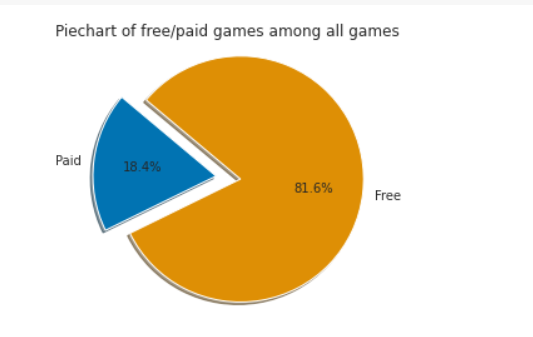 Piechart of free/paid games among all games
Paid
18.4%
81.6%
Free